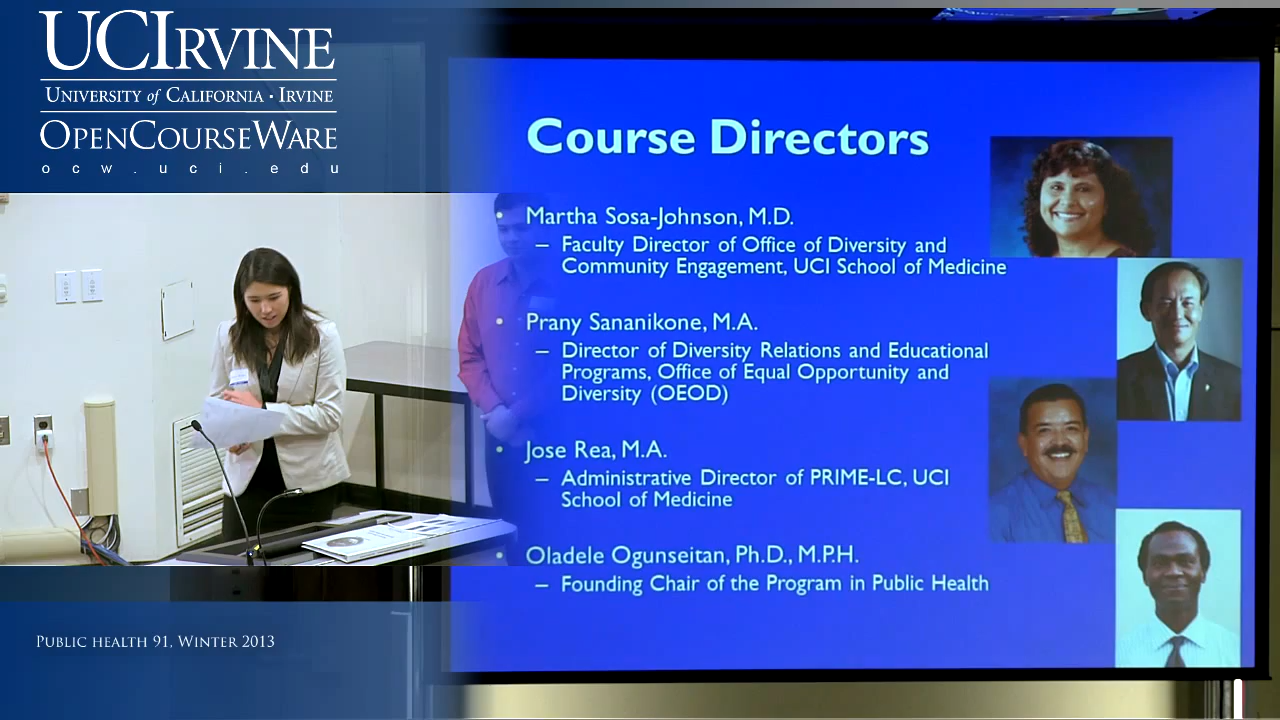 UCIRVINE
UNIVERSITY of CALIFORNIA · IRVINE
OPENCOURSEWARE
ocw.uci.edu
Course Directors
• Martha Sosa-Johnson, M.D.
– Faculty Director of Office of Diversity and
Community Engagement, UCI School of Medicine
• Prany Sananikone, M.A.
– Director of Diversity Relations and Educational
Programs, Office of Equal Opportunity and
Diversity (OEOD)
• Jose Rea, M.A.
– Administrative Director of PRIME-LC, UCI
School of Medicine
• Oladele Ogunseitan, Ph.D., M.P.H.
– Founding Chair of the Program in Public Health
PUBLIC HEALTH 91, WINTER 2013